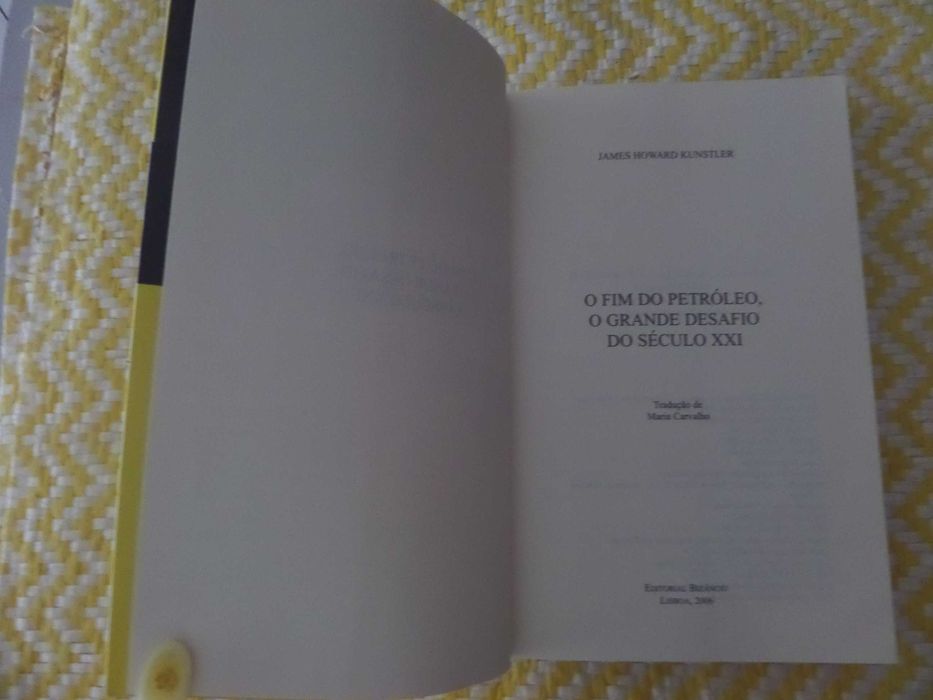 JAMES HOWARD KUNSTLER
O FIM DO PETRÓLEO,
O GRANDE DESAFIO
DO SÉCULO XXI
Tradução de
Maria Carvalho
EDITORIAL BIZÂNCIO
LISBOA, 2006